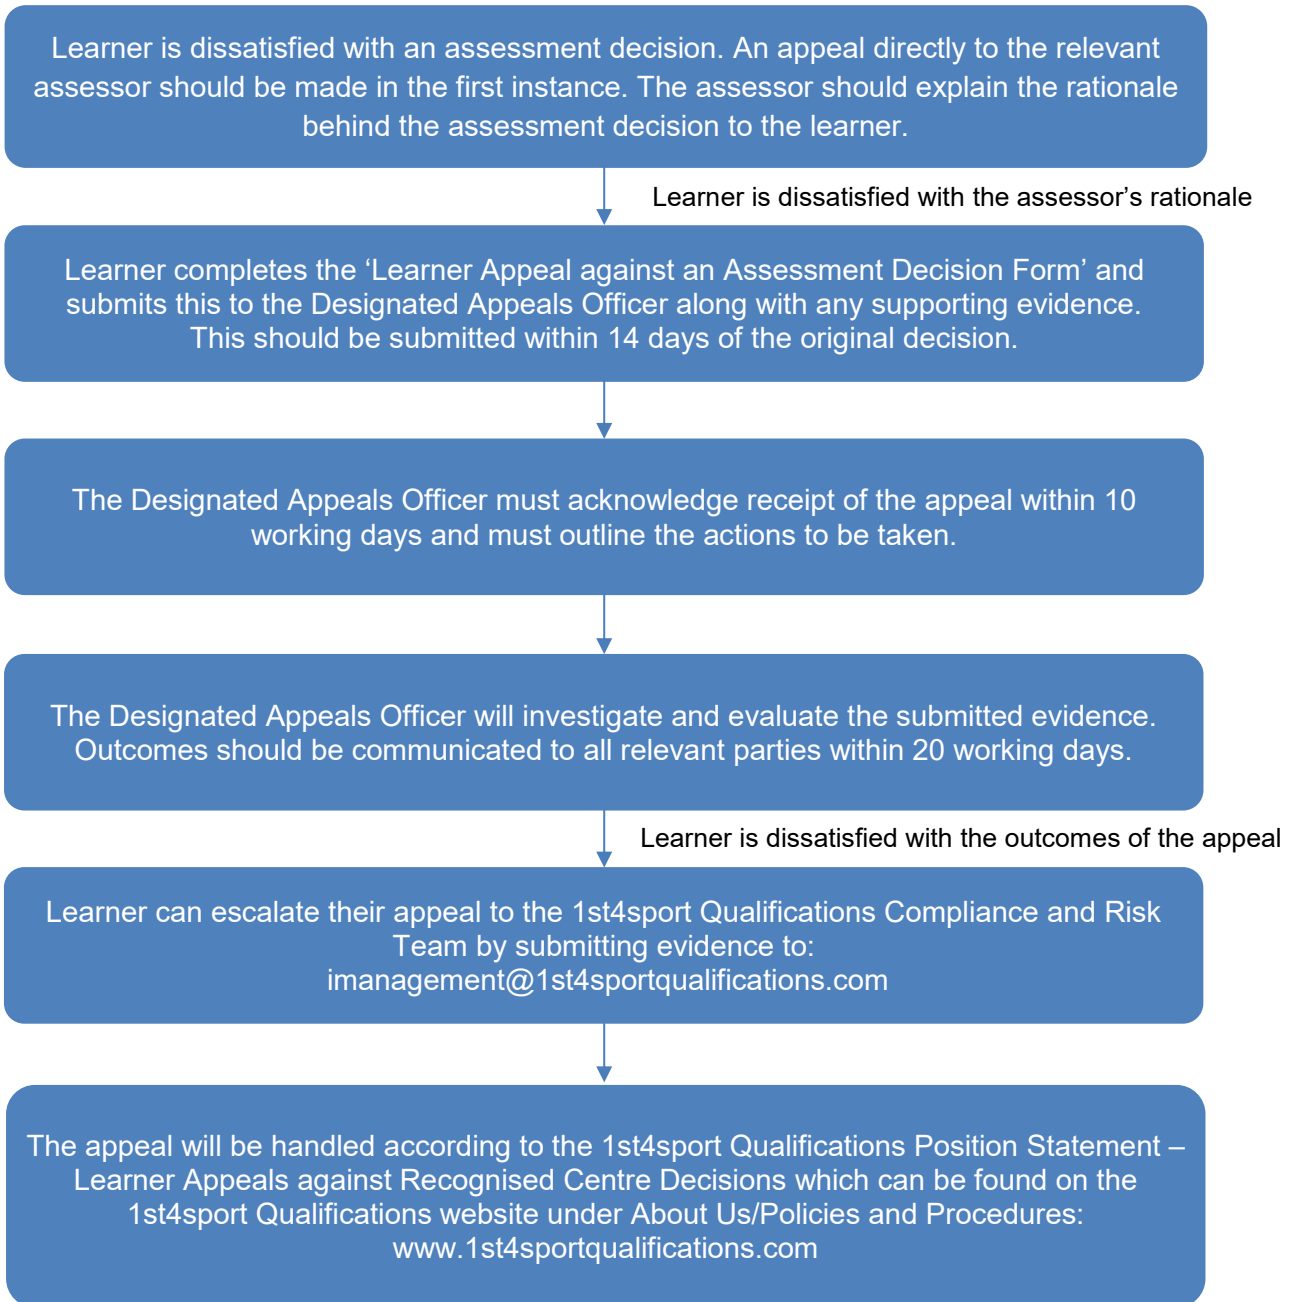 Learner is dissatisfied with an assessment decision. An appeal directly to the relevant
assessor should be made in the first instance. The assessor should explain the rationale
behind the assessment decision to the learner.
Learner is dissatisfied with the assessor’s rationale
Learner completes the ‘Learner Appeal against an Assessment Decision Form’ and
submits this to the Designated Appeals Officer along with any supporting evidence.
This should be submitted within 14 days of the original decision.
The Designated Appeals Officer must acknowledge receipt of the appeal within 10
working days and must outline the actions to be taken.
The Designated Appeals Officer will investigate and evaluate the submitted evidence.
Outcomes should be communicated to all relevant parties within 20 working days.
Learner is dissatisfied with the outcomes of the appeal
Learner can escalate their appeal to the 1st4sport Qualifications Compliance and Risk
Team by submitting evidence to:
imanagement@1st4sportqualifications.com
The appeal will be handled according to the 1st4sport Qualifications Position Statement –
Learner Appeals against Recognised Centre Decisions which can be found on the
1st4sport Qualifications website under About Us/Policies and Procedures:
www.1st4sportqualifications.com